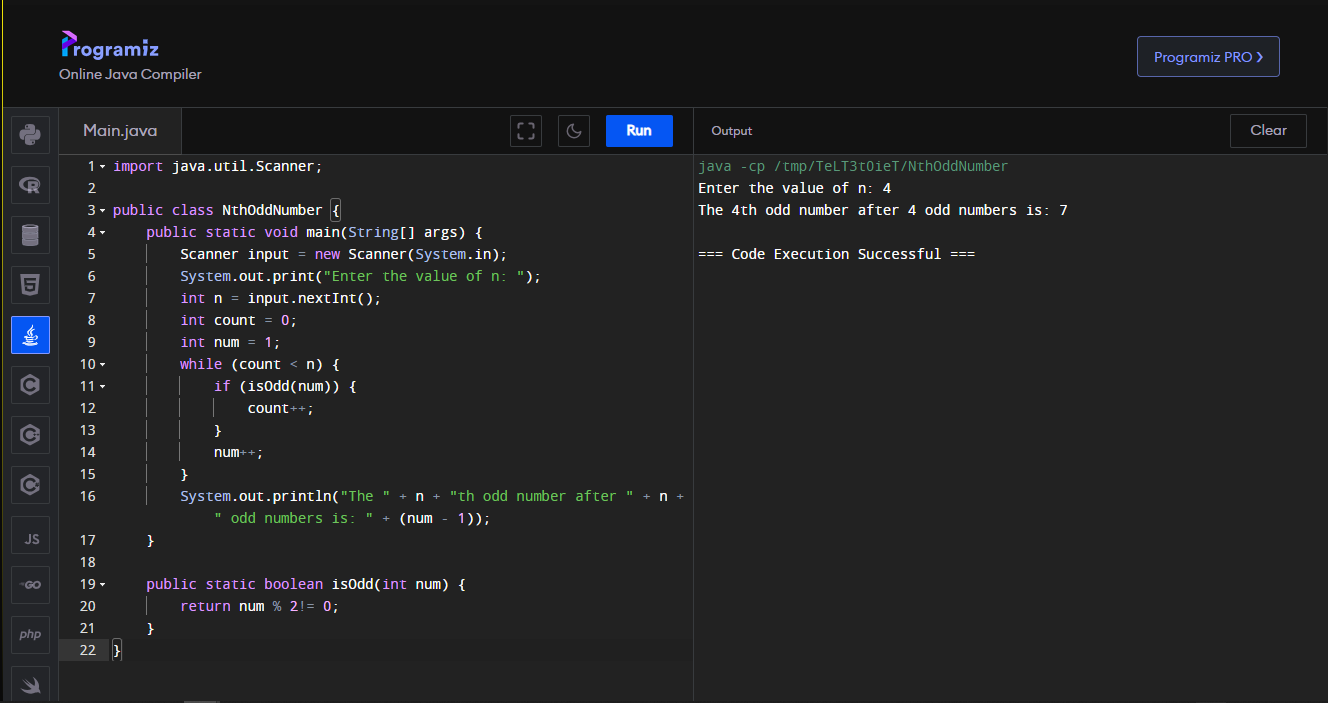 Programiz
Online Java Compiler
Programiz PRO ❯
Main.java
Run
Output
Clear
1 import java.util.Scanner;
2
3 public class NthOddNumber {
4     public static void main(String[] args) {
5         Scanner input = new Scanner(System.in);
6         System.out.print("Enter the value of n: ");
7         int n = input.nextInt();
8         int count = 0;
9         int num = 1;
10         while (count < n) {
11             if (isOdd(num)) {
12                 count++;
13             }
14             num++;
15         }
16         System.out.println("The " + n + "th odd number after " + n +
            " odd numbers is: " + (num - 1));
17     }
18
19     public static boolean isOdd(int num) {
20         return num % 2!= 0;
21     }
22 }
java -cp /tmp/TeLT3tOieT/NthOddNumber
Enter the value of n: 4
The 4th odd number after 4 odd numbers is: 7
=== Code Execution Successful ===
R
5
C
C
C
JS
GO
php